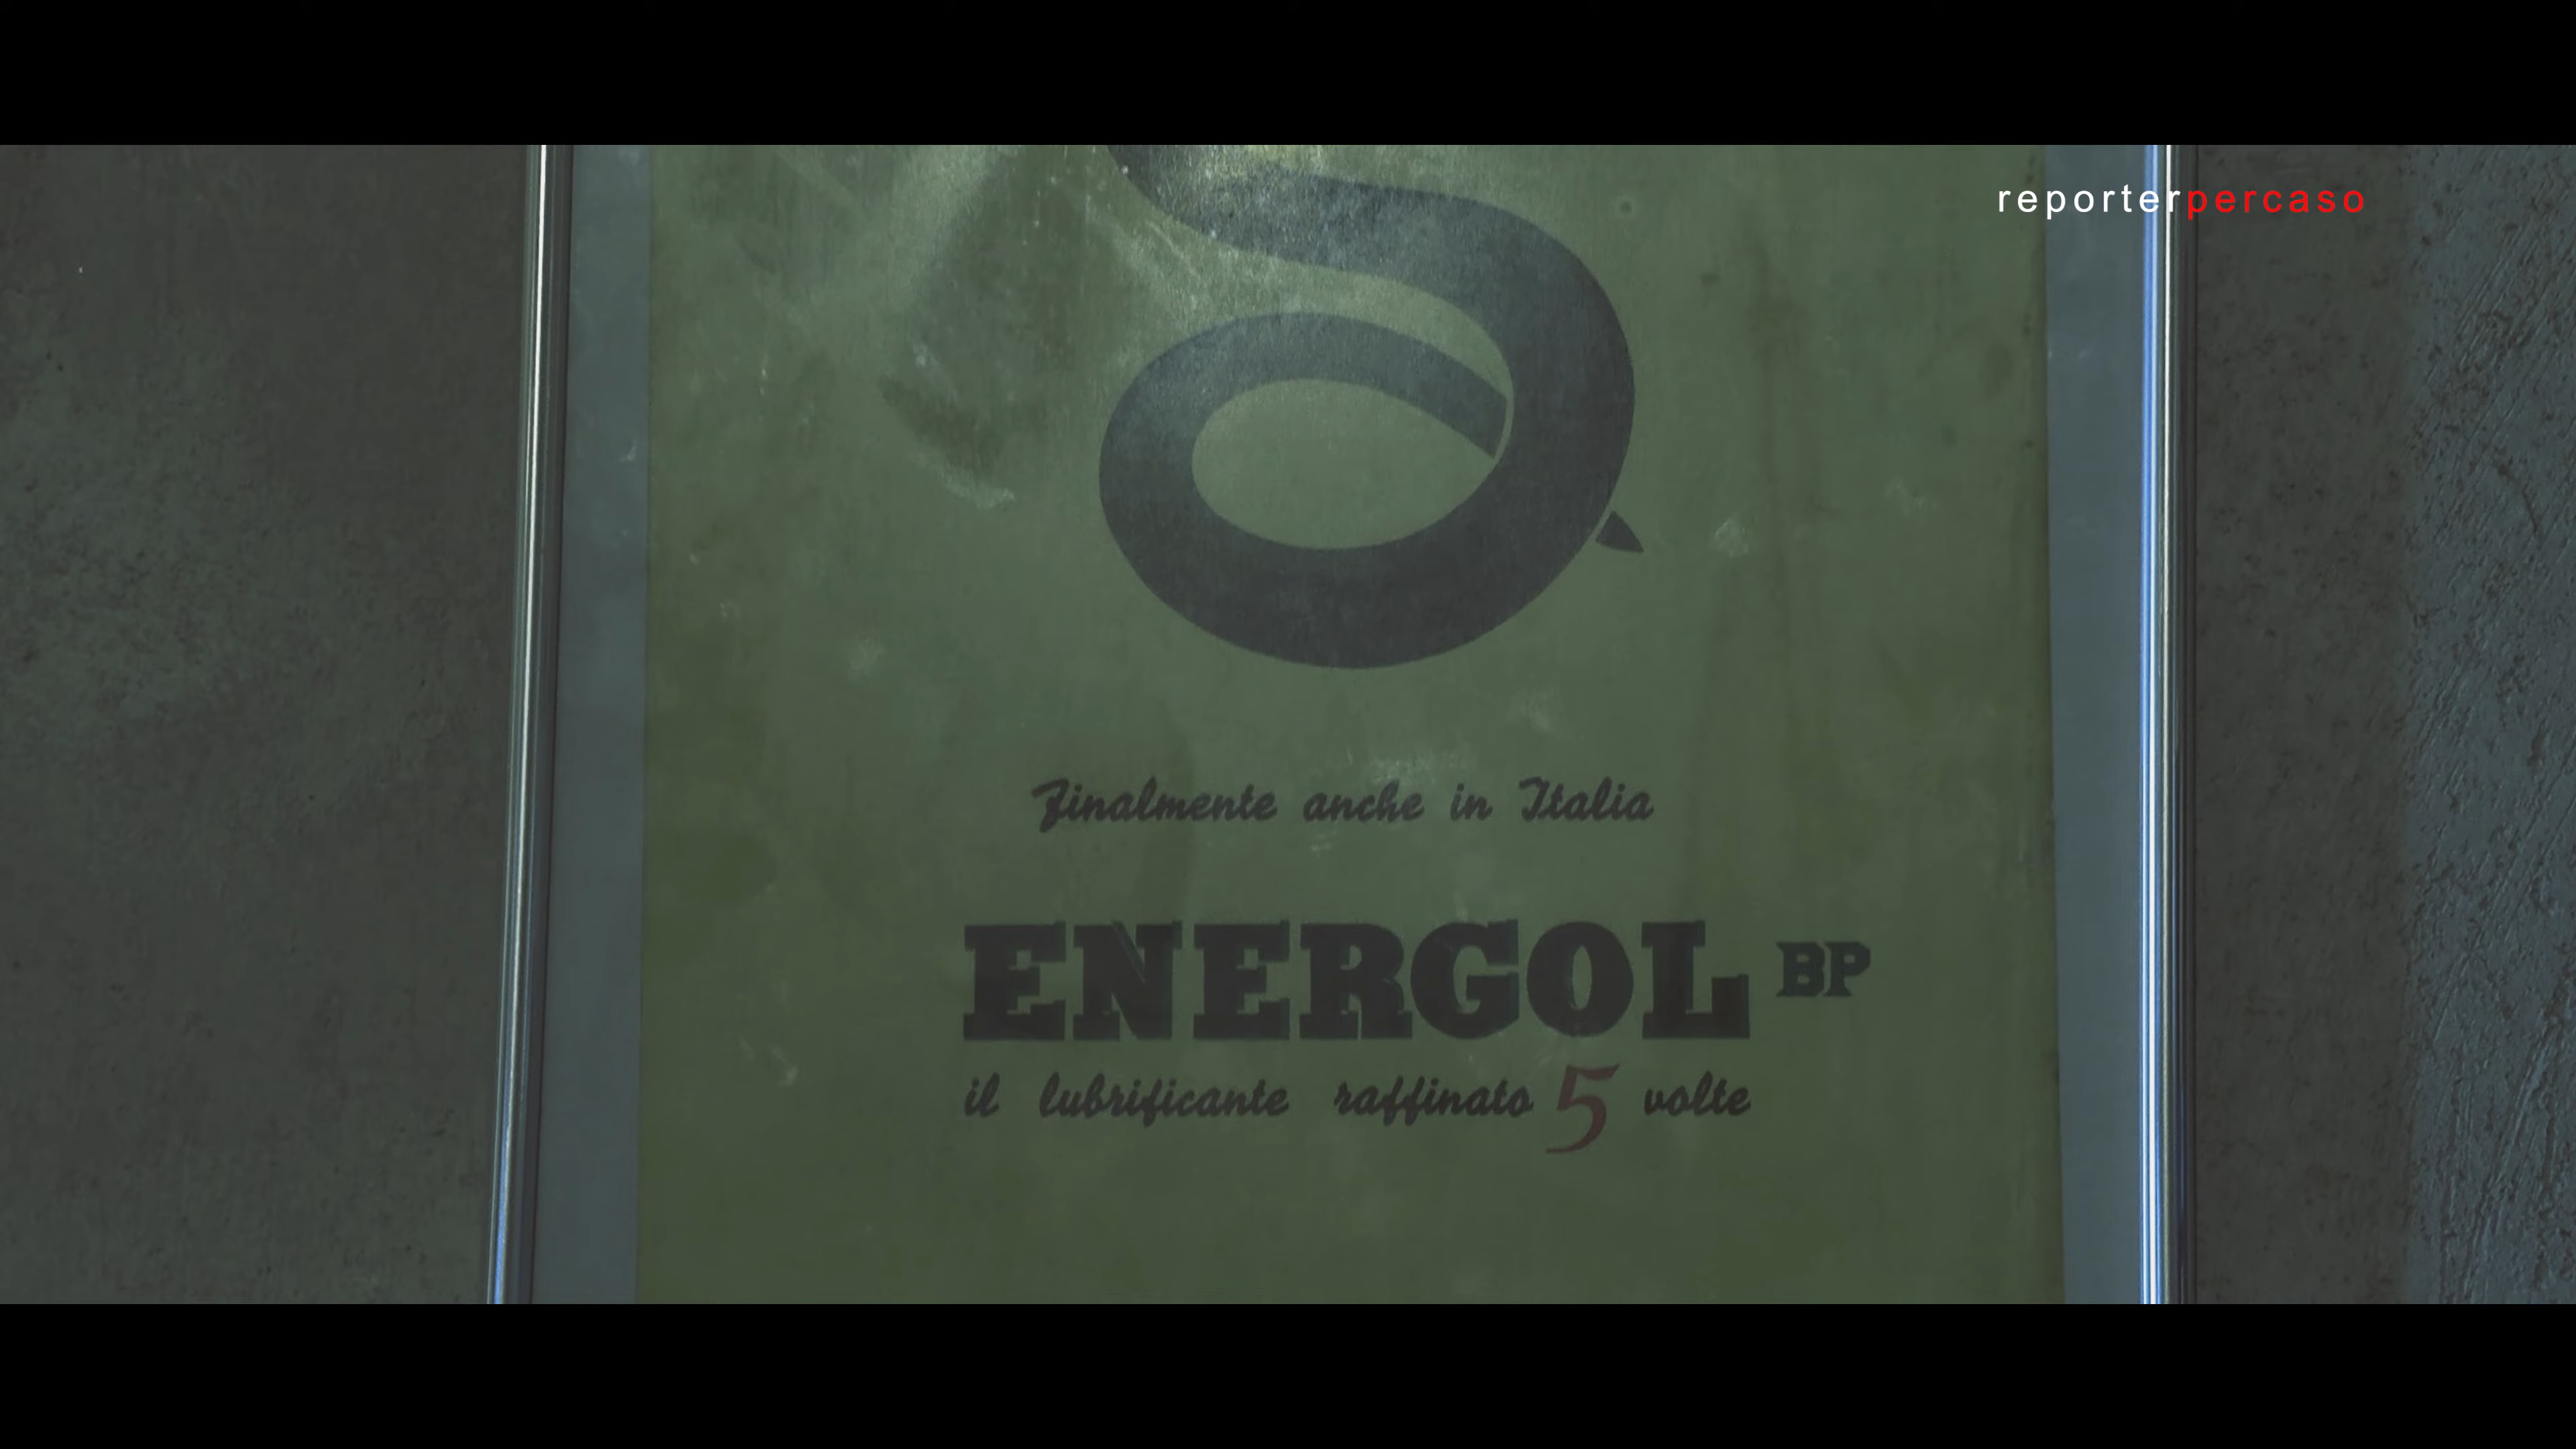 reporterpercaso
Finalmente anche in Italia
ENERGOL BP
il lubrificante raffinato 5 volte